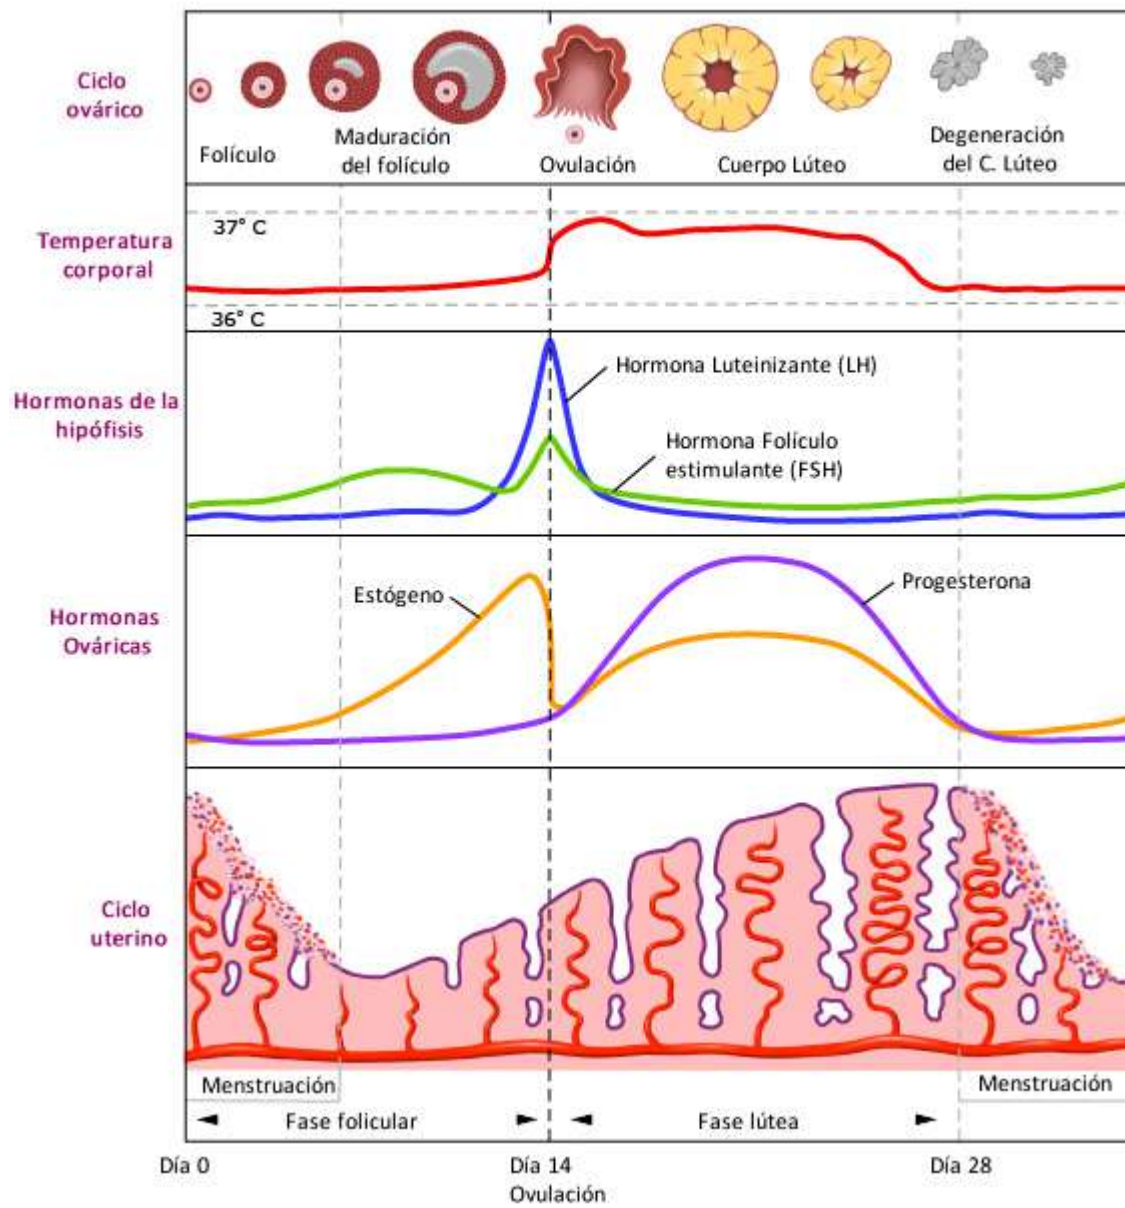 Ciclo
ovárico
Folículo
Maduración
del folículo
Ovulación
Cuerpo Lúteo
Degeneración
del C. Lúteo
Temperatura
corporal
37° C
36° C
Hormonas de la
hipófisis
Hormona Luteinizante (LH)
Hormona Folículo
estimulante (FSH)
Hormonas
Ováricas
Estógeno
Progesterona
Ciclo
uterino
Menstruación
Menstruación
Fase folicular
Fase lútea
Día 0
Día 14
Ovulación
Día 28